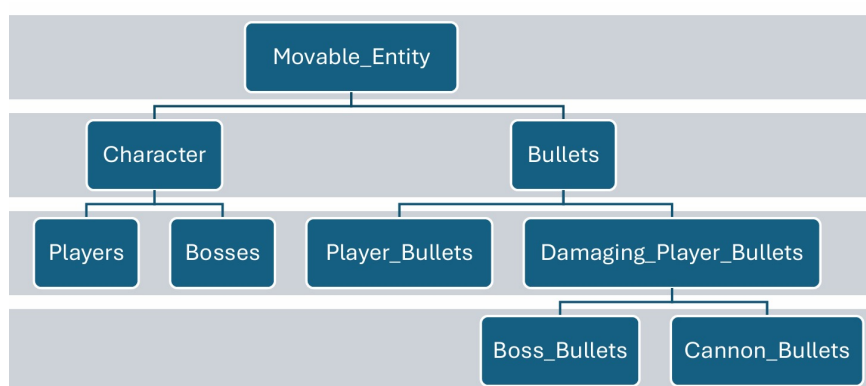 Movable_Entity
Character
Bullets
Players
Bosses
Player_Bullets
Damaging_Player_Bullets
Boss_Bullets
Cannon_Bullets